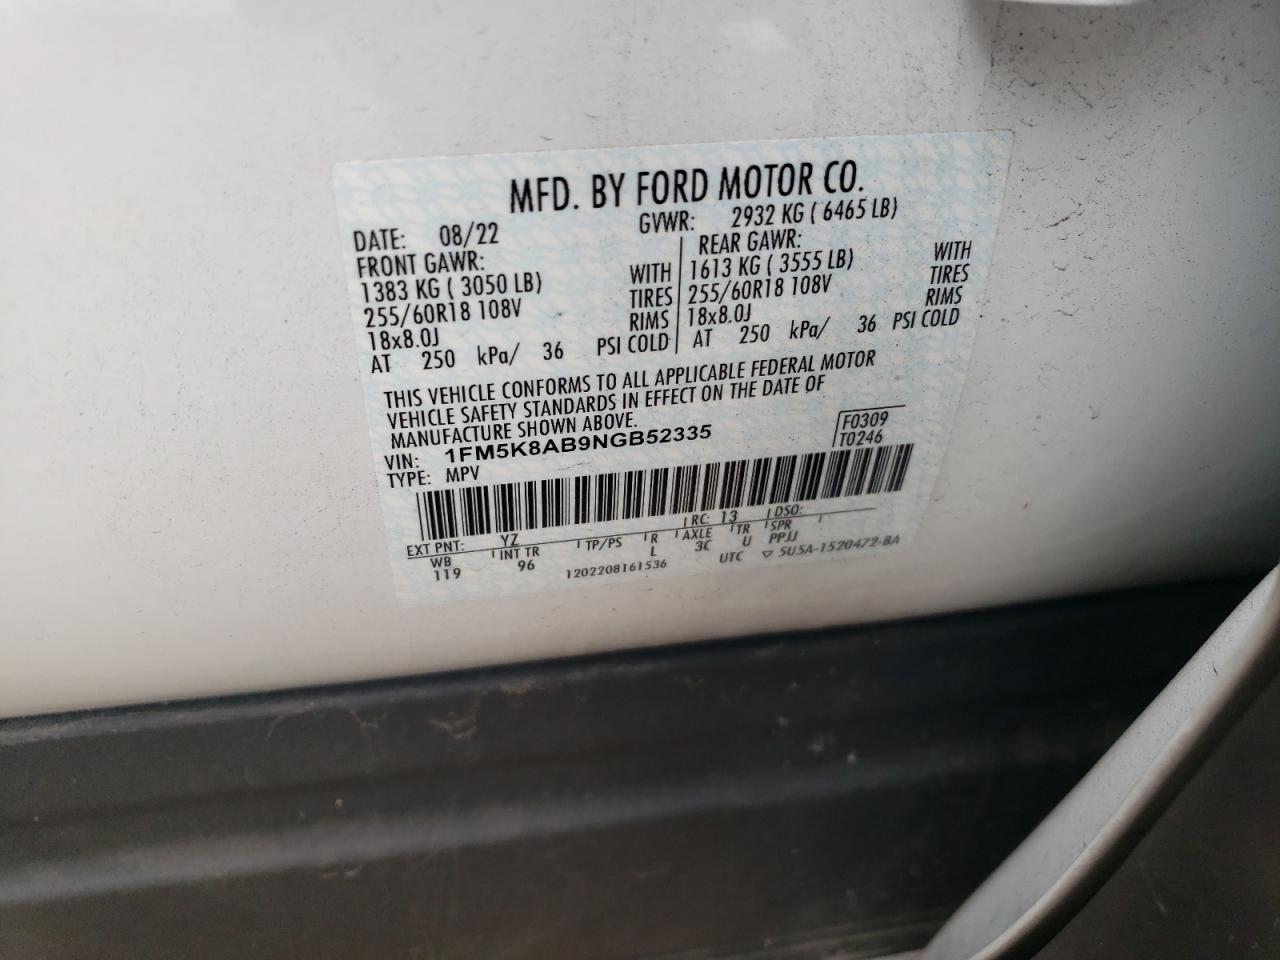 MFD. BY FORD MOTOR CO.
DATE: 08/22 GVWR: 2932 KG ( 6465 LB)
FRONT GAWR: REAR GAWR:
1383 KG ( 3050 LB) WITH 1613 KG ( 3555 LB) WITH
255/60R18 108V TIRES 255/60R18 108V TIRES
18x8.0J RIMS 18x8.0J RIMS
AT 250 kPa/ 36 PSI COLD AT 250 kPa/ 36 PSI COLD
THIS VEHICLE CONFORMS TO ALL APPLICABLE FEDERAL MOTOR
VEHICLE SAFETY STANDARDS IN EFFECT ON THE DATE OF
MANUFACTURE SHOWN ABOVE.
VIN: 1FM5K8AB9NGB52335 F0309
TYPE: MPV T0246
EXT PNT: YZ RC: 13 DSO:
WB INT TR TP/PS R AXLE TR SPR
119 96 L 3C U PPJJ
1202208161536 UTC ▽ 5U5A-1520472-BA